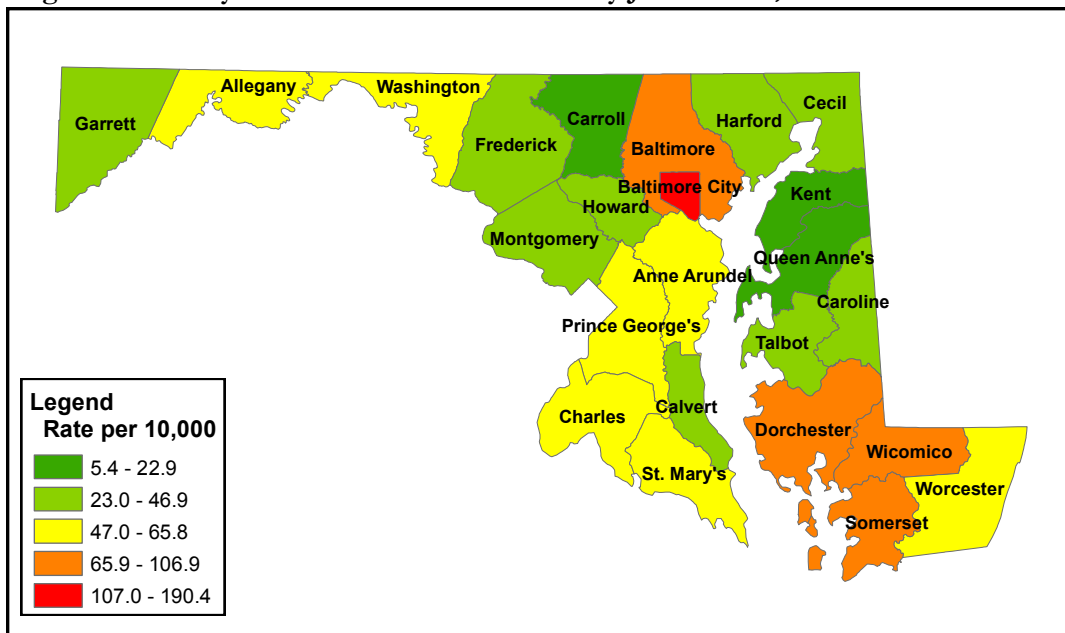 Allegany
Washington
Garrett
Frederick
Carroll
Harford
Cecil
Baltimore
Baltimore City
Howard
Montgomery
Kent
Queen Anne's
Anne Arundel
Caroline
Prince George's
Talbot
Calvert
Charles
St. Mary's
Dorchester
Wicomico
Worcester
Somerset
Legend
Rate per 10,000
5.4 - 22.9
23.0 - 46.9
47.0 - 65.8
65.9 - 106.9
107.0 - 190.4